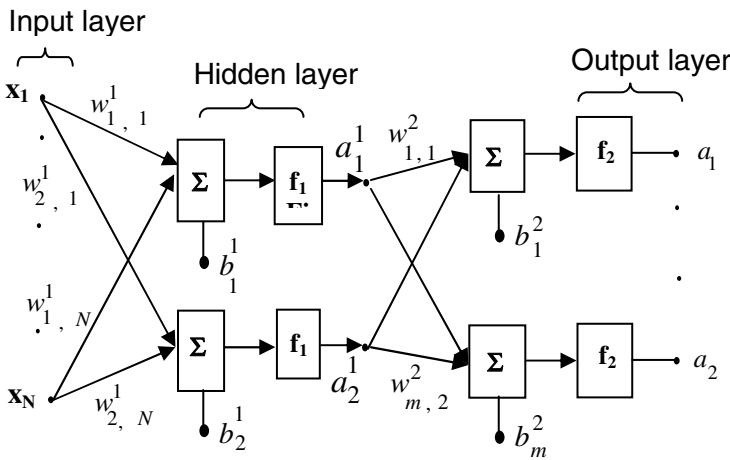 Input layer
Hidden layer
Output layer
x₁
w¹₁,₁
w¹₂,₁
w¹₁,N
x_N
w¹₂,N
Σ
b¹₁
f₁
a¹₁
Σ
b¹₂
f₁
a¹₂
w²₁,₁
w²m,₂
Σ
b²₁
f₂
a₁
Σ
b²m
f₂
a₂